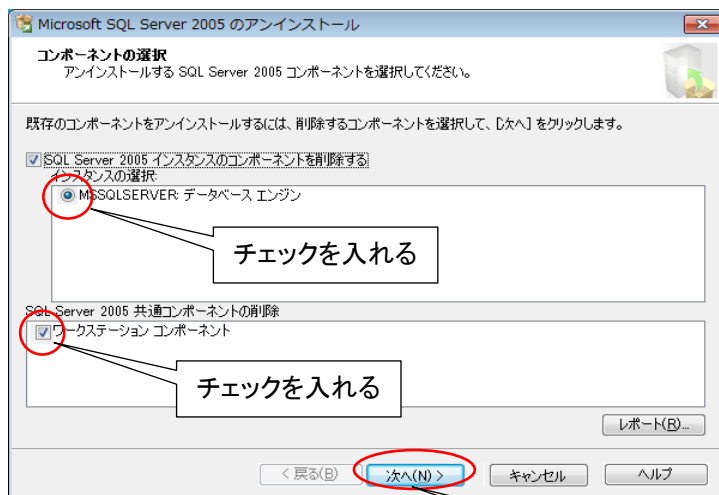 Microsoft SQL Server 2005 のアンインストール
コンポーネントの選択
アンインストールする SQL Server 2005 コンポーネントを選択してください。
既存のコンポーネントをアンインストールするには、削除するコンポーネントを選択して、[次へ] をクリックします。
SQL Server 2005 インスタンスのコンポーネントを削除する
インスタンスの選択:
MSSQLSERVER: データベース エンジン
チェックを入れる
SQL Server 2005 共通コンポーネントの削除
ワークステーション コンポーネント
チェックを入れる
レポート(R)...
< 戻る(B)
次へ(N) >
キャンセル
ヘルプ